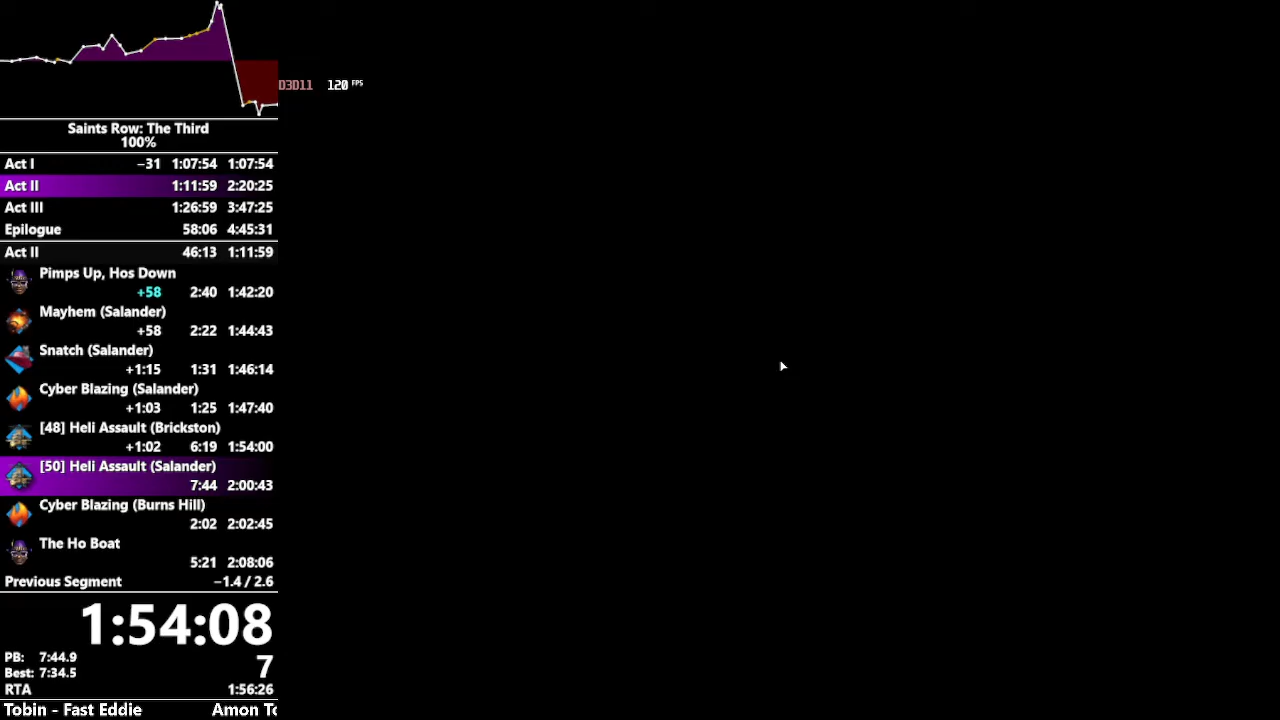 D3D11 120 FPS
Saints Row: The Third
100%
Act I −31 1:07:54 1:07:54
Act II 1:11:59 2:20:25
Act III 1:26:59 3:47:25
Epilogue 58:06 4:45:31
Act II 46:13 1:11:59
Pimps Up, Hos Down
+58 2:40 1:42:20
Mayhem (Salander)
+58 2:22 1:44:43
Snatch (Salander)
+1:15 1:31 1:46:14
Cyber Blazing (Salander)
+1:03 1:25 1:47:40
[48] Heli Assault (Brickston)
+1:02 6:19 1:54:00
[50] Heli Assault (Salander)
7:44 2:00:43
Cyber Blazing (Burns Hill)
2:02 2:02:45
The Ho Boat
5:21 2:08:06
Previous Segment −1.4 / 2.6
1:54:08
PB: 7:44.9
7
Best: 7:34.5
RTA 1:56:26
Tobin - Fast Eddie Amon